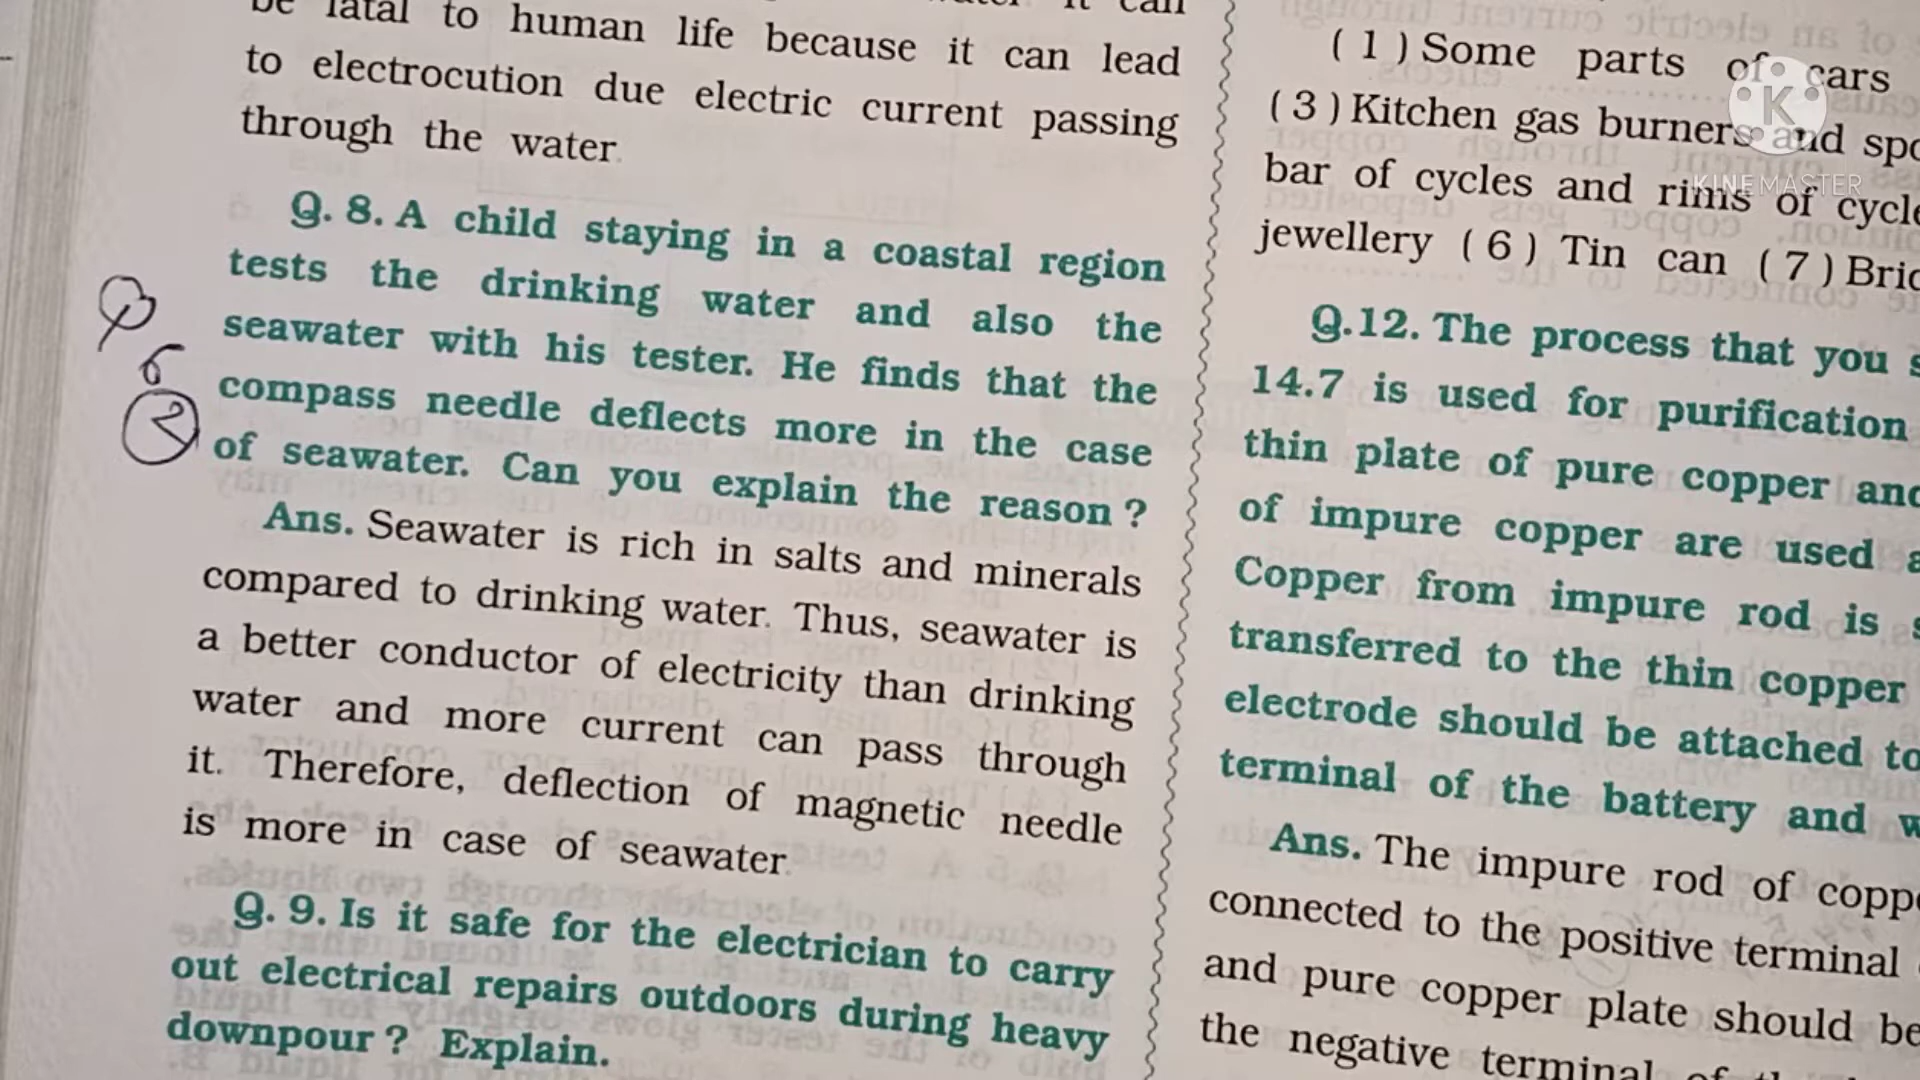 to human life because it can lead
to electrocution due electric current passing
through the water.
Q. 8. A child staying in a coastal region
tests the drinking water and also the
seawater with his tester. He finds that the
compass needle deflects more in the case
of seawater. Can you explain the reason ?
Ans. Seawater is rich in salts and minerals
compared to drinking water. Thus, seawater is
a better conductor of electricity than drinking
water and more current can pass through
it. Therefore, deflection of magnetic needle
is more in case of seawater.
Q. 9. Is it safe for the electrician to carry
out electrical repairs outdoors during heavy
downpour ? Explain.
( 1 ) Some parts of cars
( 3 ) Kitchen gas burners and
bar of cycles and rims of
jewellery ( 6 ) Tin can ( 7 )
Q.12. The process that you
14.7 is used for purification
thin plate of pure copper and
of impure copper are used
Copper from impure rod is
transferred to the thin copper
electrode should be attached to
terminal of the battery and
Ans. The impure rod of
connected to the positive terminal
and pure copper plate should be
the negative terminal of
K
KINEMASTER
2